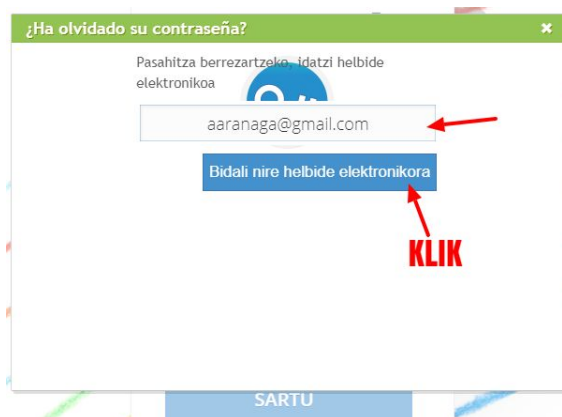 ¿Ha olvidado su contraseña?
Pasahitza berrezartzeko, idatzi helbide
elektronikoa
aaranaga@gmail.com
Bidali nire helbide elektronikora
KLIK
SARTU